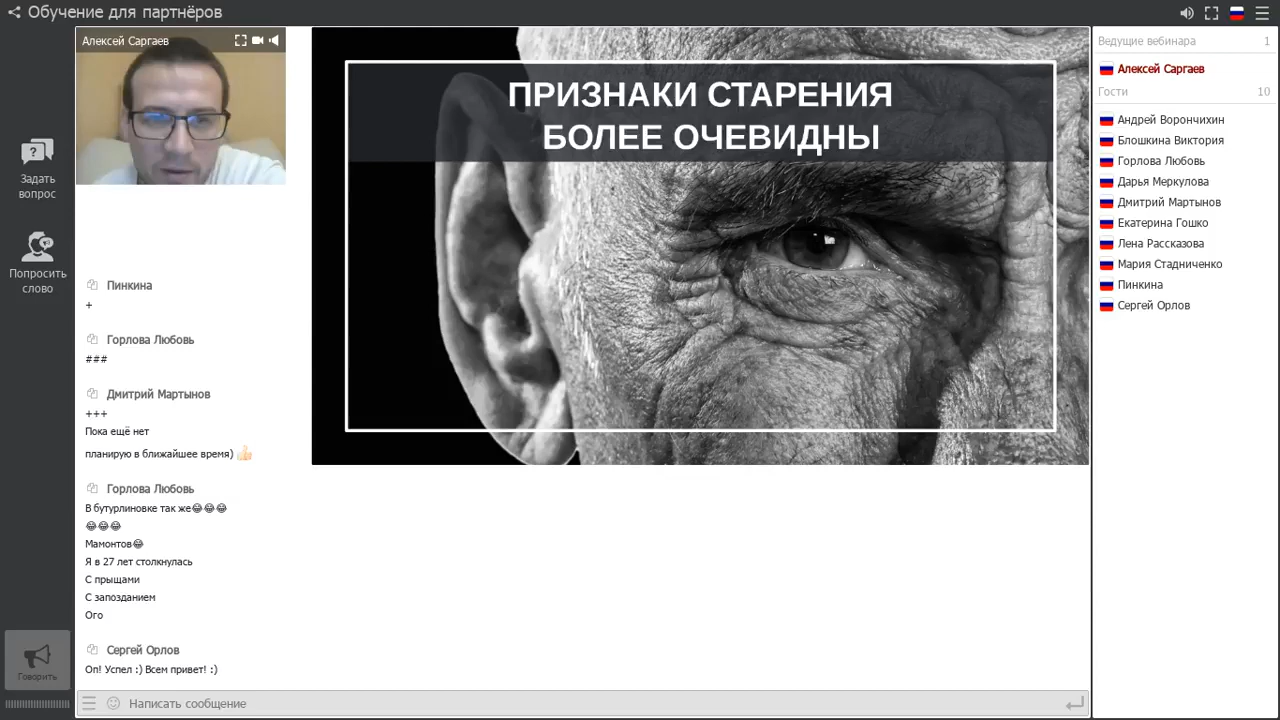 Обучение для партнёров
Задать
вопрос
Попросить
слово
Говорить
Алексей Саргаев
Пинкина
+
Горлова Любовь
###
Дмитрий Мартынов
+++
Пока ещё нет
планирую в ближайшее время) 👍
Горлова Любовь
В бутурлиновке так же😂😂😂
😂😂😂
Мамонтов😂
Я в 27 лет столкнулась
С прыщами
С запозданием
Ого
Сергей Орлов
Оп! Успел :) Всем привет! :)
Написать сообщение
ПРИЗНАКИ СТАРЕНИЯ
БОЛЕЕ ОЧЕВИДНЫ
Ведущие вебинара 1
Алексей Саргаев
Гости 10
Андрей Ворончихин
Блошкина Виктория
Горлова Любовь
Дарья Меркулова
Дмитрий Мартынов
Екатерина Гошко
Лена Рассказова
Мария Стадниченко
Пинкина
Сергей Орлов